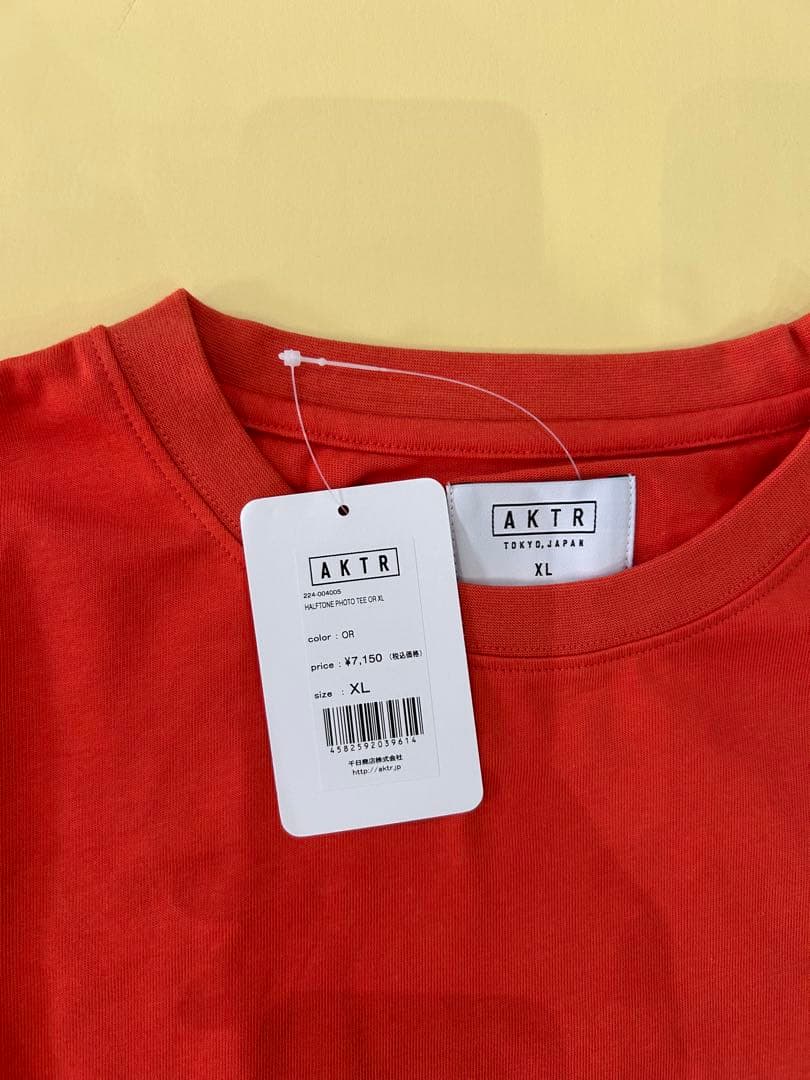 AKTR
TOKYO, JAPAN
XL
AKTR
224-004005
HALFTONE PHOTO TEE OR XL
color : OR
price : ¥7,150 (税込価格)
size : XL
4582592039614
千日商店株式会社
http://aktr.jp